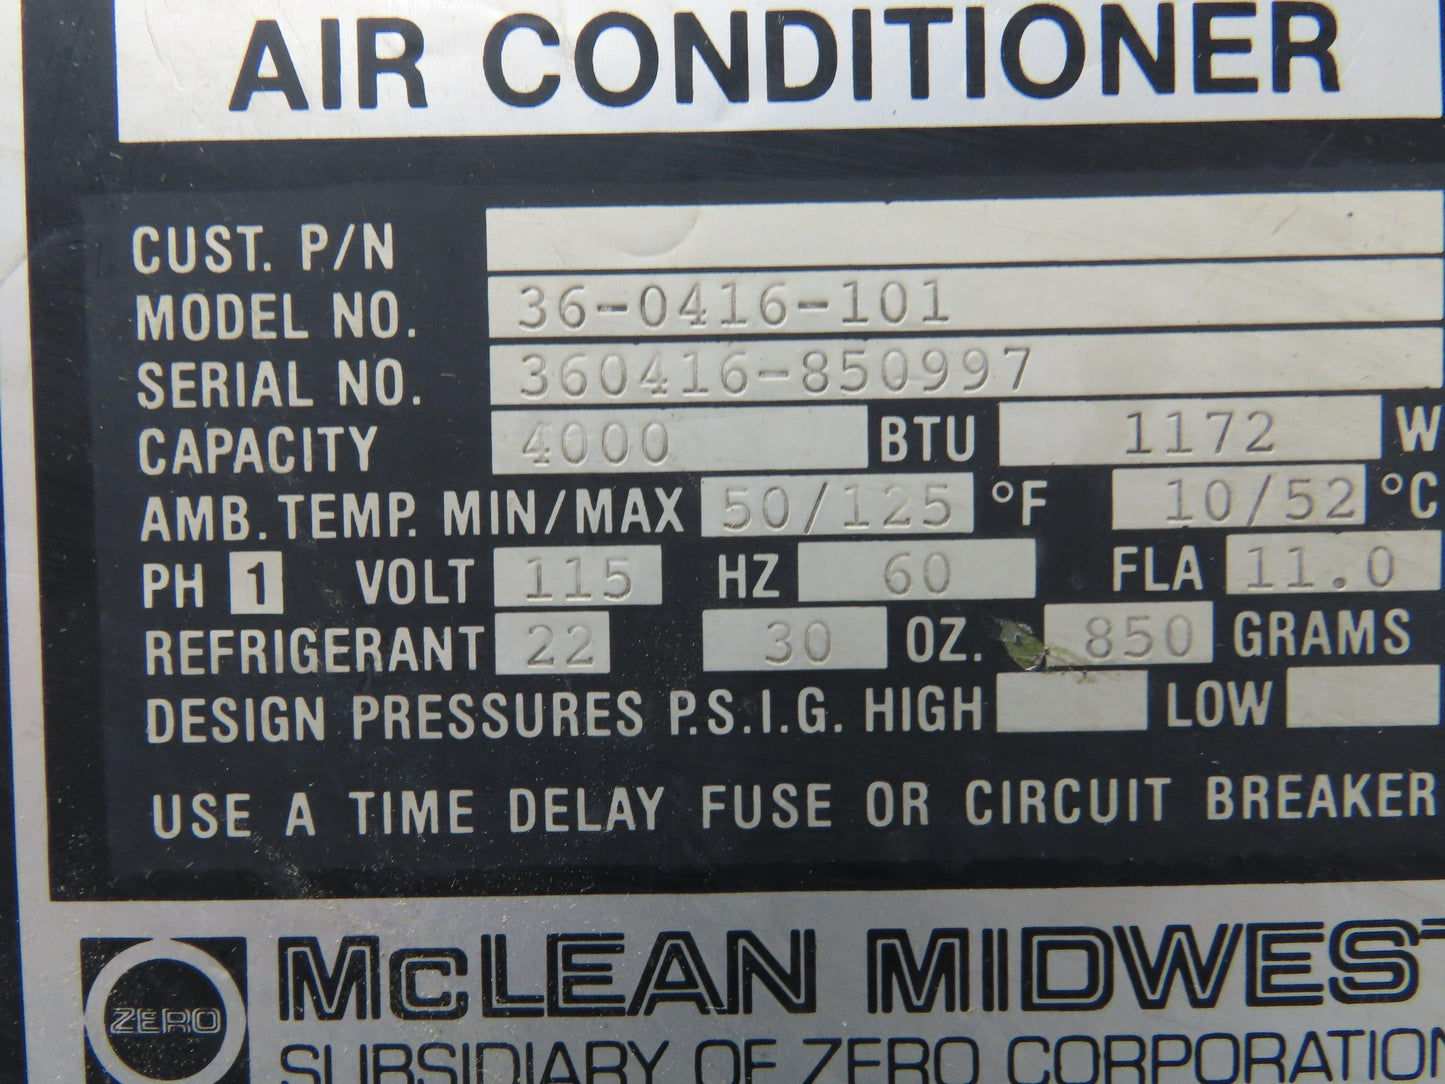 AIR CONDITIONER
CUST. P/N
MODEL NO. 36-0416-101
SERIAL NO. 360416-850997
CAPACITY 4000 BTU 1172 W
AMB. TEMP. MIN/MAX 50/125 °F 10/52 °C
PH 1 VOLT 115 HZ 60 FLA 11.0
REFRIGERANT 22 30 OZ. 850 GRAMS
DESIGN PRESSURES P.S.I.G. HIGH LOW
USE A TIME DELAY FUSE OR CIRCUIT BREAKER
ZERO McLEAN MIDWEST
SUBSIDIARY OF ZERO CORPORATION